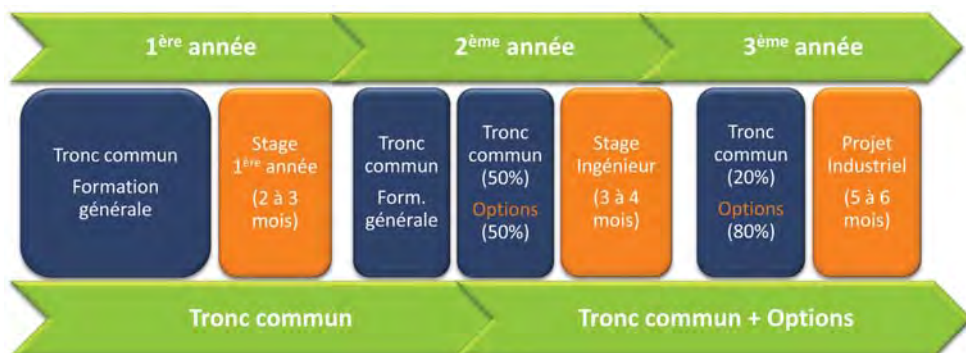 1ère année
2ème année
3ème année
Tronc commun
Formation
générale
Stage
1ère année
(2 à 3
mois)
Tronc
commun
Form.
générale
Tronc
commun
(50%)
Options
(50%)
Stage
Ingénieur
(3 à 4
mois)
Tronc
commun
(20%)
Options
(80%)
Projet
Industriel
(5 à 6
mois)
Tronc commun
Tronc commun + Options